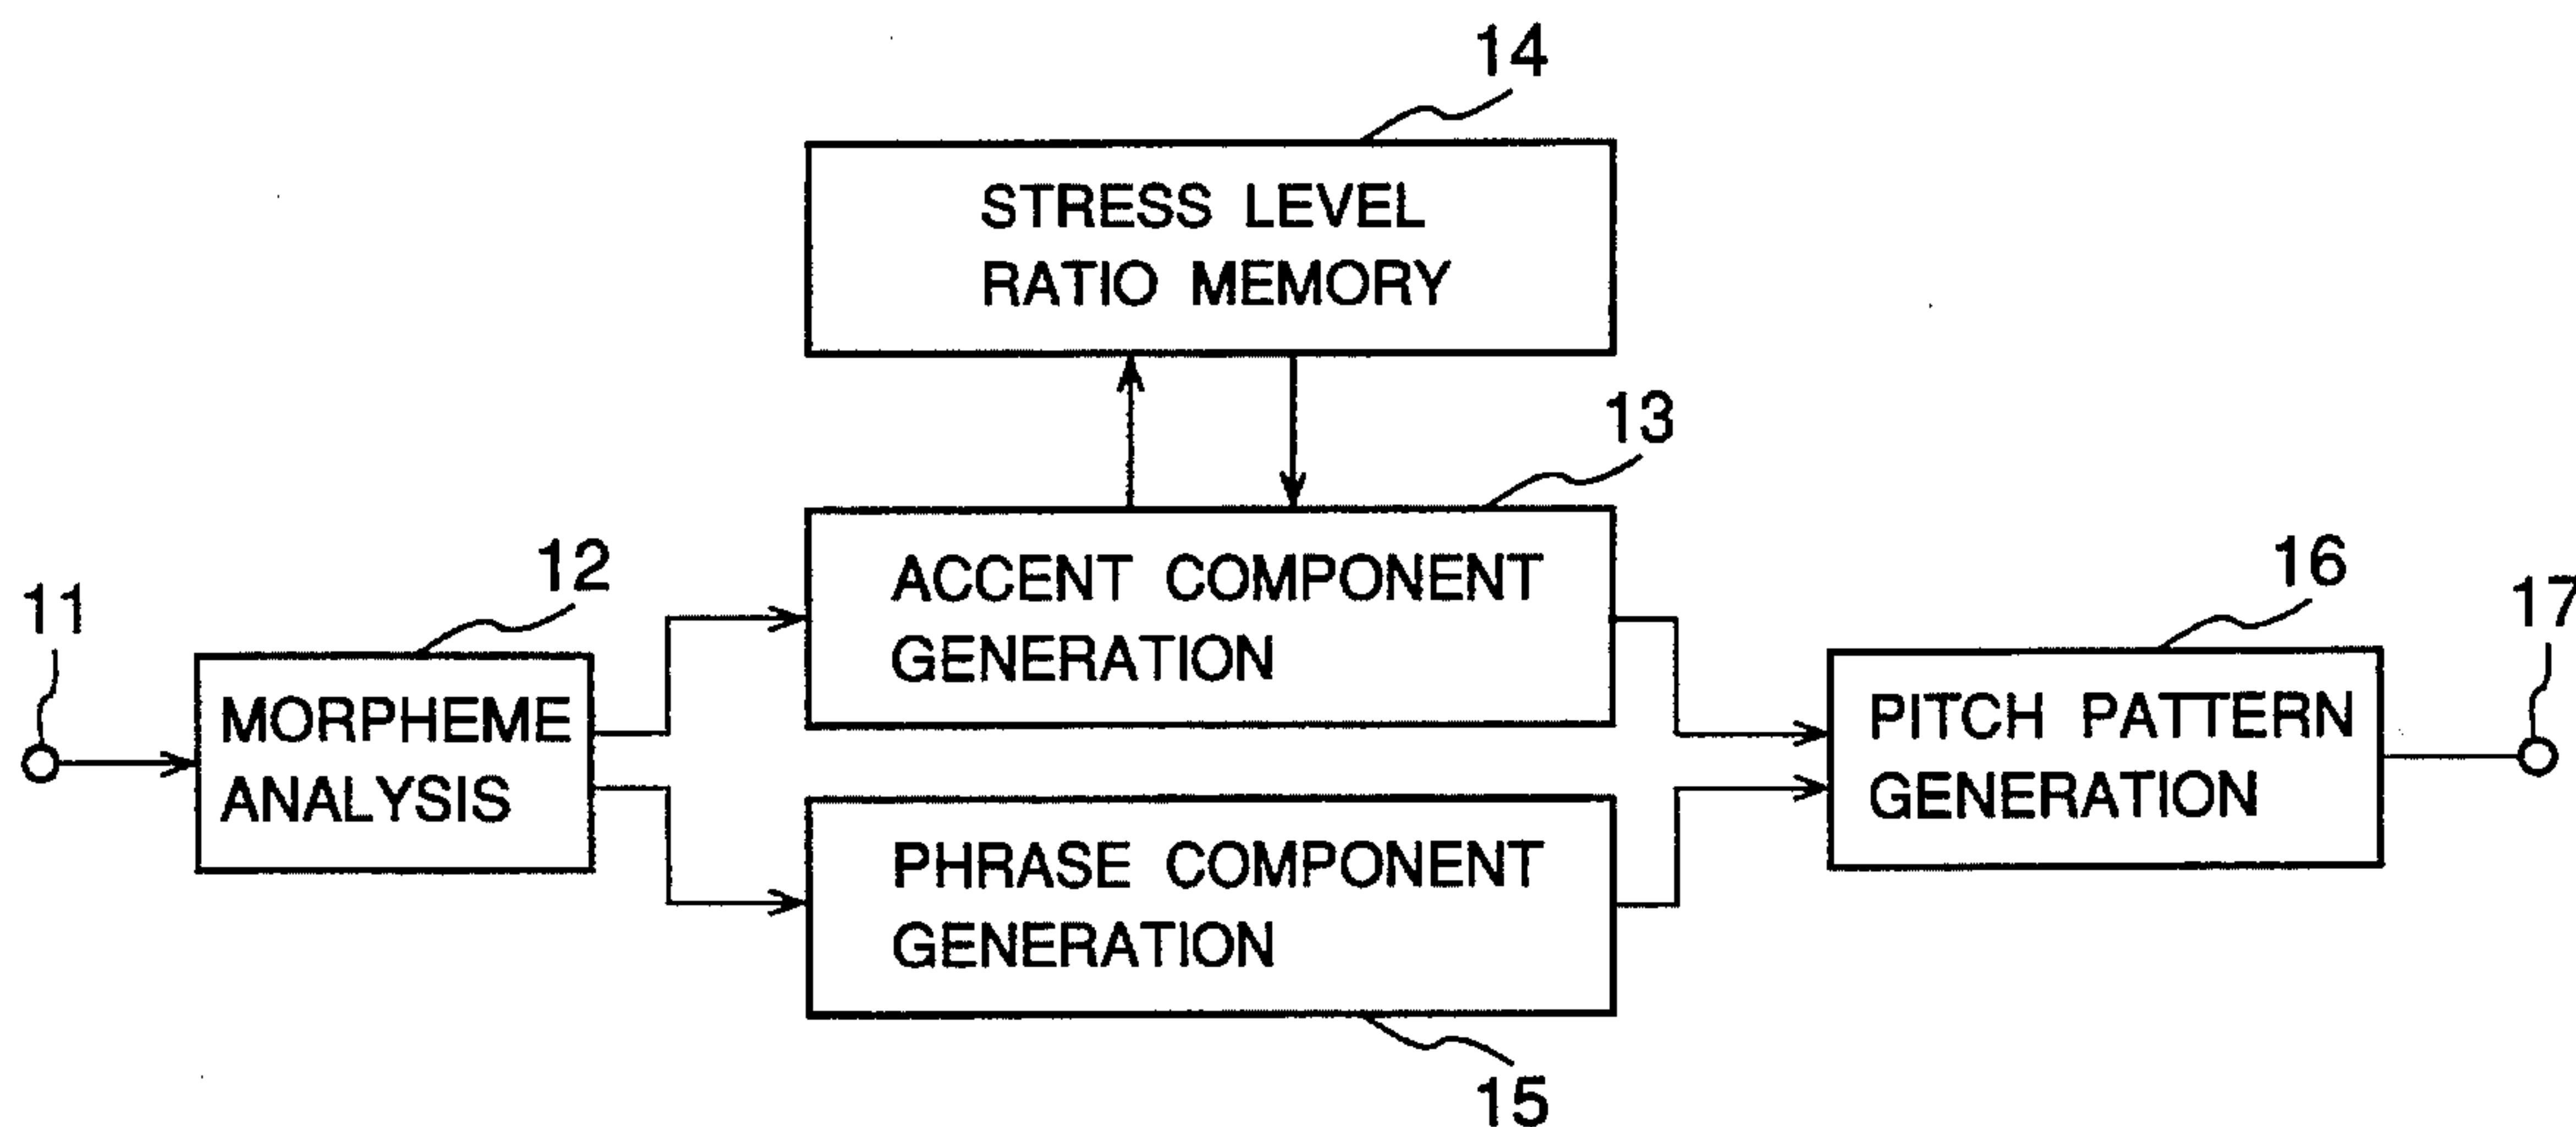 14
STRESS LEVEL
RATIO MEMORY
13
ACCENT COMPONENT
GENERATION
12
11
MORPHEME
ANALYSIS
16
17
PITCH PATTERN
GENERATION
PHRASE COMPONENT
GENERATION
15